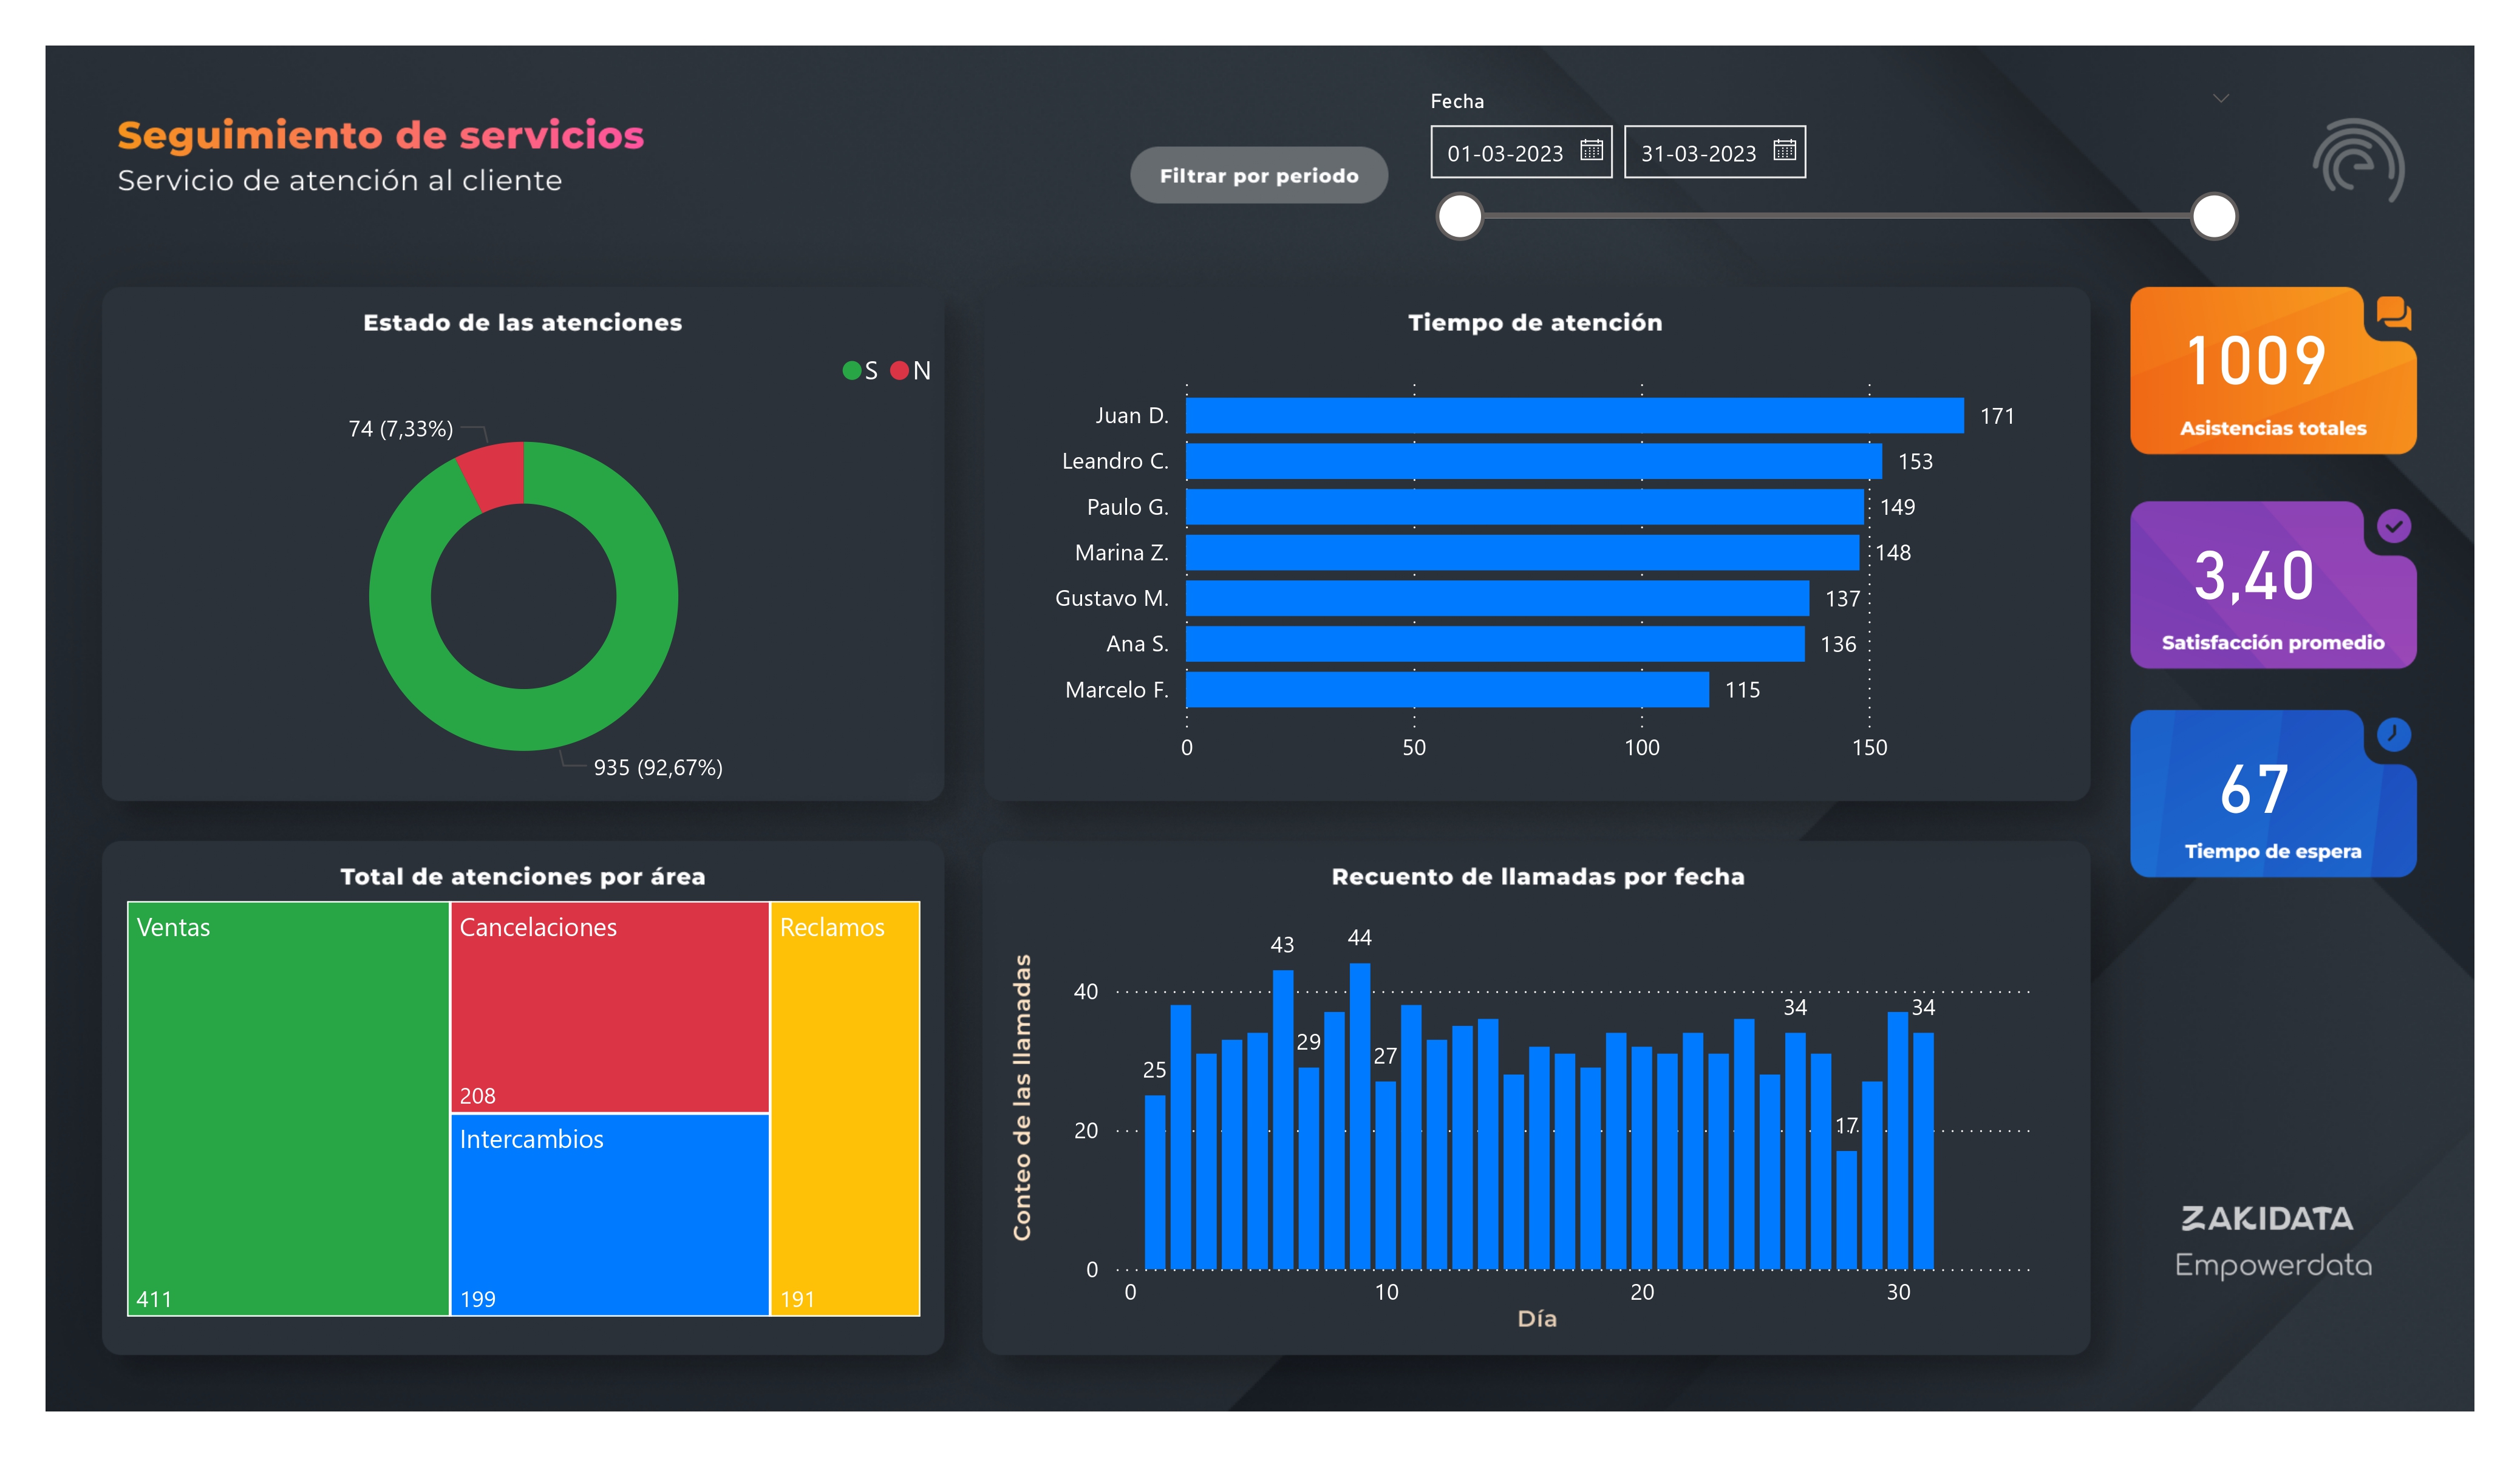 Seguimiento de servicios
Servicio de atención al cliente
Filtrar por periodo
Fecha
01-03-2023
31-03-2023
Estado de las atenciones
S
N
74 (7,33%)
935 (92,67%)
Tiempo de atención
Juan D.
171
Leandro C.
153
Paulo G.
149
Marina Z.
148
Gustavo M.
137
Ana S.
136
Marcelo F.
115
0
50
100
150
1009
Asistencias totales
3,40
Satisfacción promedio
67
Tiempo de espera
Total de atenciones por área
Ventas
411
Cancelaciones
208
Intercambios
199
Reclamos
191
Recuento de llamadas por fecha
Conteo de las llamadas
40
20
0
25
43
29
44
27
34
17
34
0
10
20
30
Día
ZAKIDATA
Empowerdata